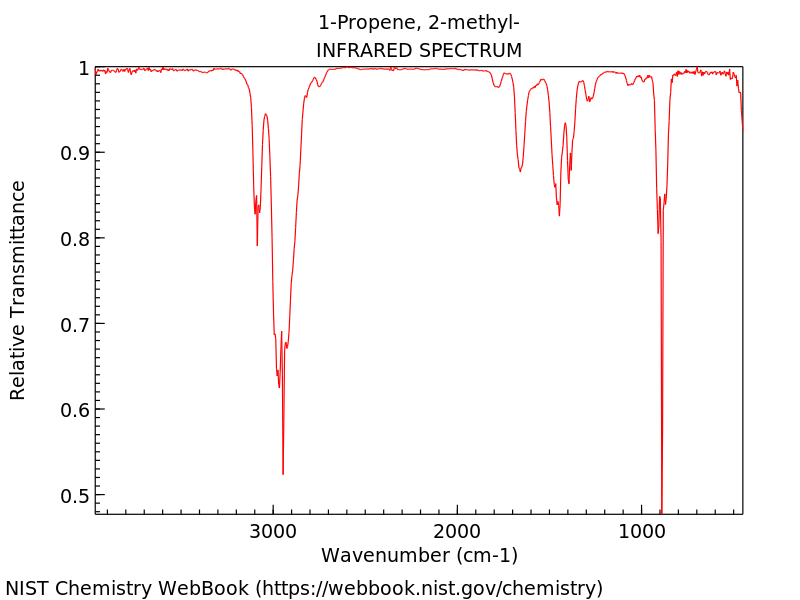 1-Propene, 2-methyl-
INFRARED SPECTRUM
1
0.9
0.8
0.7
0.6
0.5
Relative Transmittance
3000 2000 1000
Wavenumber (cm-1)
NIST Chemistry WebBook (https://webbook.nist.gov/chemistry)